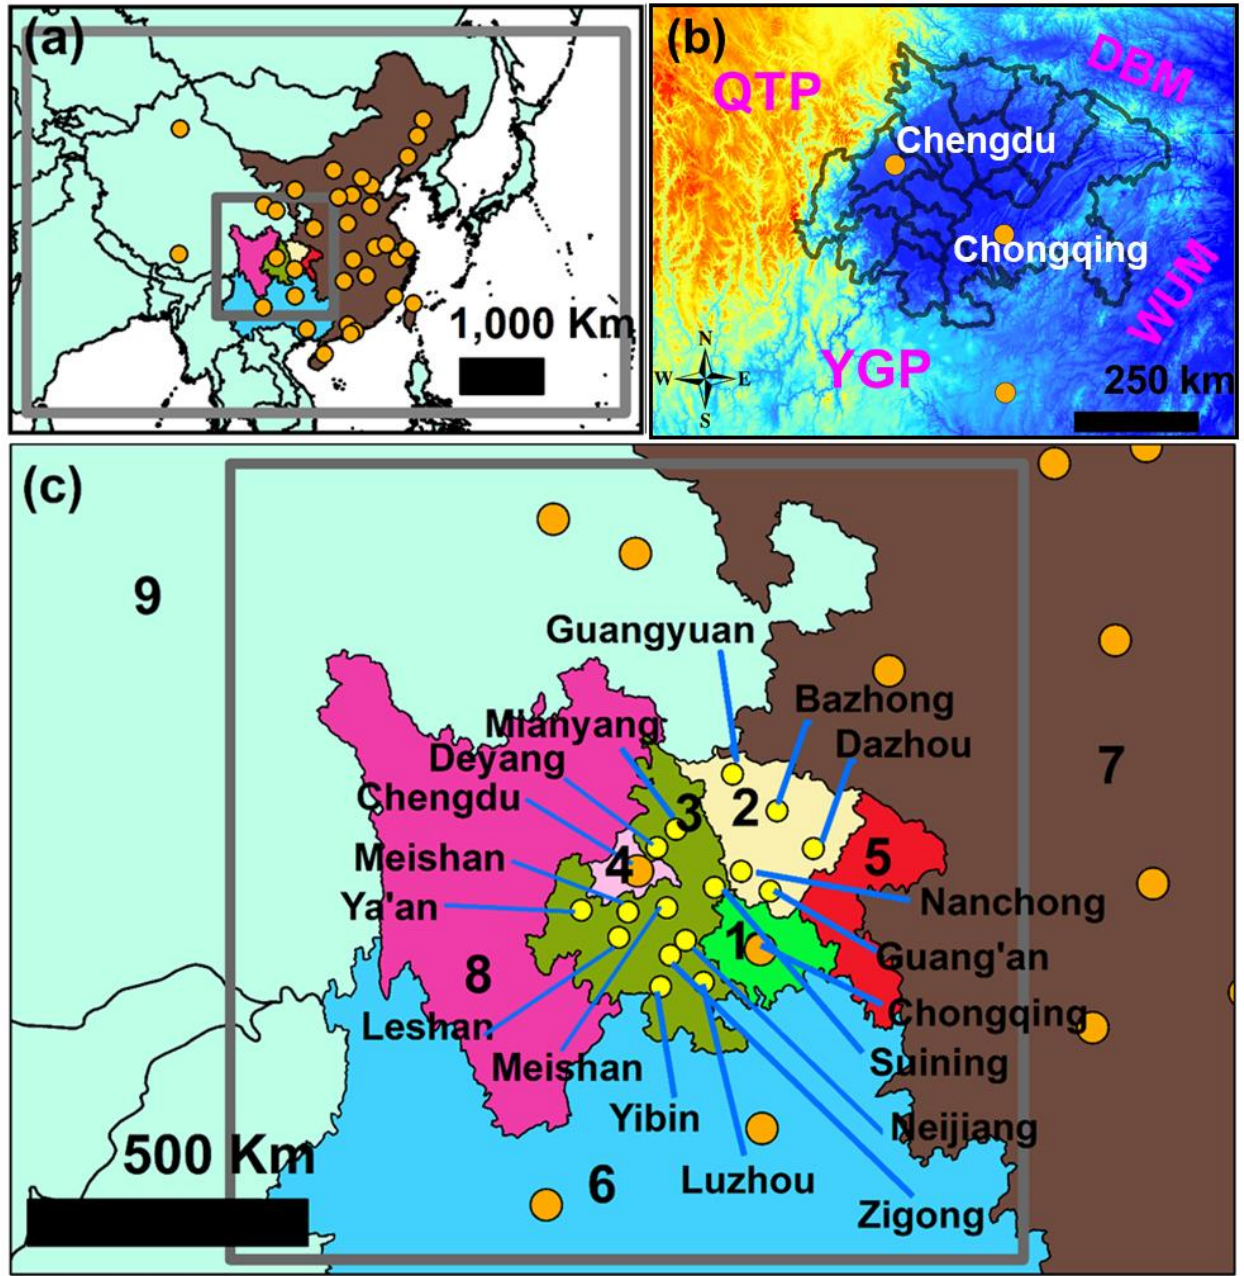 (a)
1,000 Km
(b)
QTP
DBM
Chengdu
Chongqing
WUM
YGP
N
W E
S
250 km
(c)
9
Guangyuan
Bazhong
Mianyang
Dazhou
Deyang
7
Chengdu
3
2
Meishan
4
5
Ya'an
Nanchong
1
Guang'an
8
Chongqing
Leshan
Suining
Meishan
Yibin
Neijiang
500 Km
6
Luzhou
Zigong